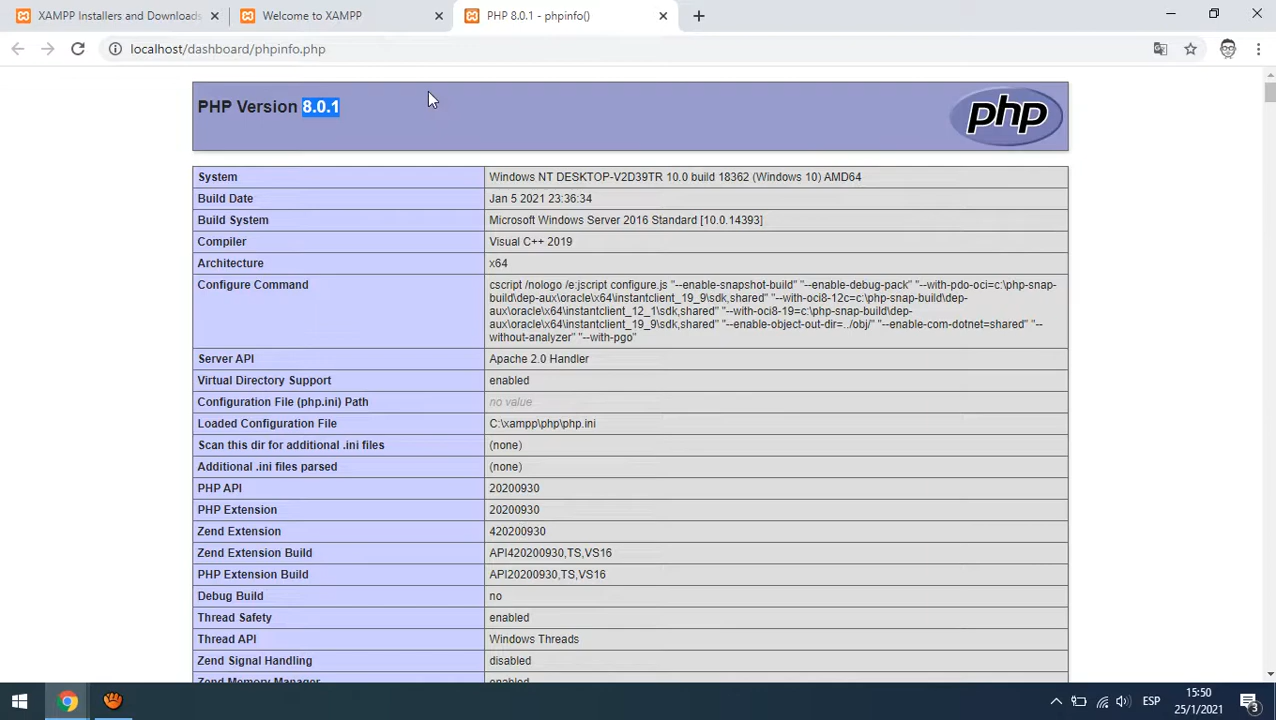 XAMPP Installers and Downloads
Welcome to XAMPP
PHP 8.0.1 - phpinfo()
localhost/dashboard/phpinfo.php
PHP Version 8.0.1
php
System Windows NT DESKTOP-V2D39TR 10.0 build 18362 (Windows 10) AMD64
Build Date Jan 5 2021 23:36:34
Build System Microsoft Windows Server 2016 Standard [10.0.14393]
Compiler Visual C++ 2019
Architecture x64
Configure Command cscript /nologo /e:jscript configure.js "--enable-snapshot-build" "--enable-debug-pack" "--with-pdo-oci=c:\php-snap-
build\dep-aux\oracle\x64\instantclient_19_9\sdk,shared" "--with-oci8-12c=c:\php-snap-build\dep-
aux\oracle\x64\instantclient_12_1\sdk,shared" "--with-oci8-19=c:\php-snap-build\dep-
aux\oracle\x64\instantclient_19_9\sdk,shared" "--enable-object-out-dir=../obj/" "--enable-com-dotnet=shared" "--
without-analyzer" "--with-pgo"
Server API Apache 2.0 Handler
Virtual Directory Support enabled
Configuration File (php.ini) Path no value
Loaded Configuration File C:\xampp\php\php.ini
Scan this dir for additional .ini files (none)
Additional .ini files parsed (none)
PHP API 20200930
PHP Extension 20200930
Zend Extension 420200930
Zend Extension Build API420200930,TS,VS16
PHP Extension Build API20200930,TS,VS16
Debug Build no
Thread Safety enabled
Thread API Windows Threads
Zend Signal Handling disabled
Zend Memory Manager enabled
ESP
15:50
25/1/2021
3